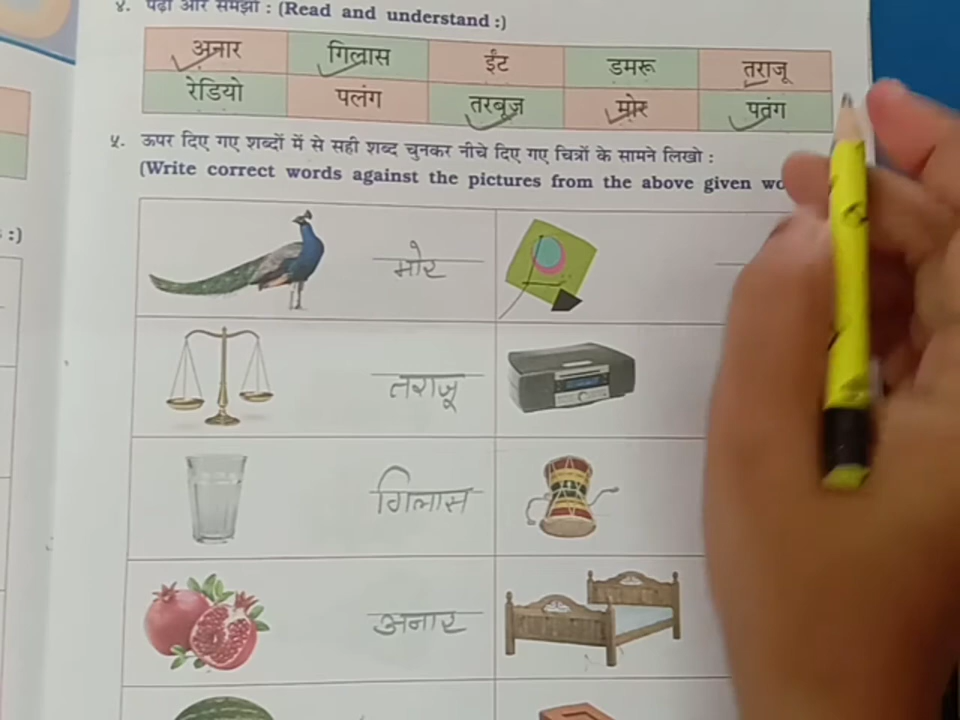 ४. पढ़ो और समझो : (Read and understand :)
अनार गिलास ईंट डमरू तराजू
रेडियो पलंग तरबूज़ मोर पतंग
५. ऊपर दिए गए शब्दों में से सही शब्द चुनकर नीचे दिए गए चित्रों के सामने लिखो :
(Write correct words against the pictures from the above given
मोर
तराजू
गिलास
अनार